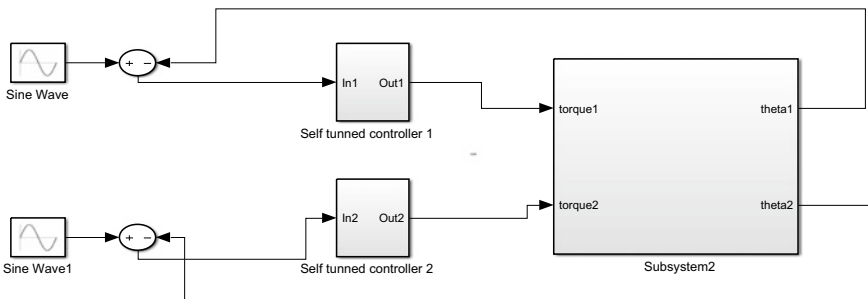 + −
In1 Out1
Sine Wave
Self tunned controller 1
torque1 theta1
In2 Out2
torque2 theta2
+ −
Sine Wave1
Self tunned controller 2
Subsystem2